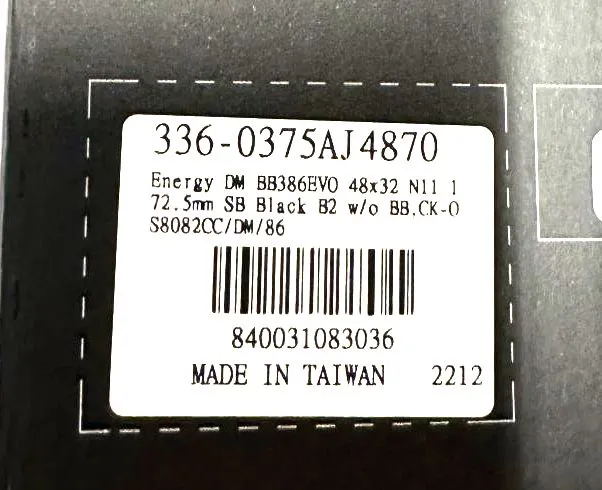 336-0375AJ4870
Energy DM BB386EVO 48x32 N11 1
72.5mm SB Black B2 w/o BB.CK-O
S8082CC/DM/86
840031083036
MADE IN TAIWAN 2212